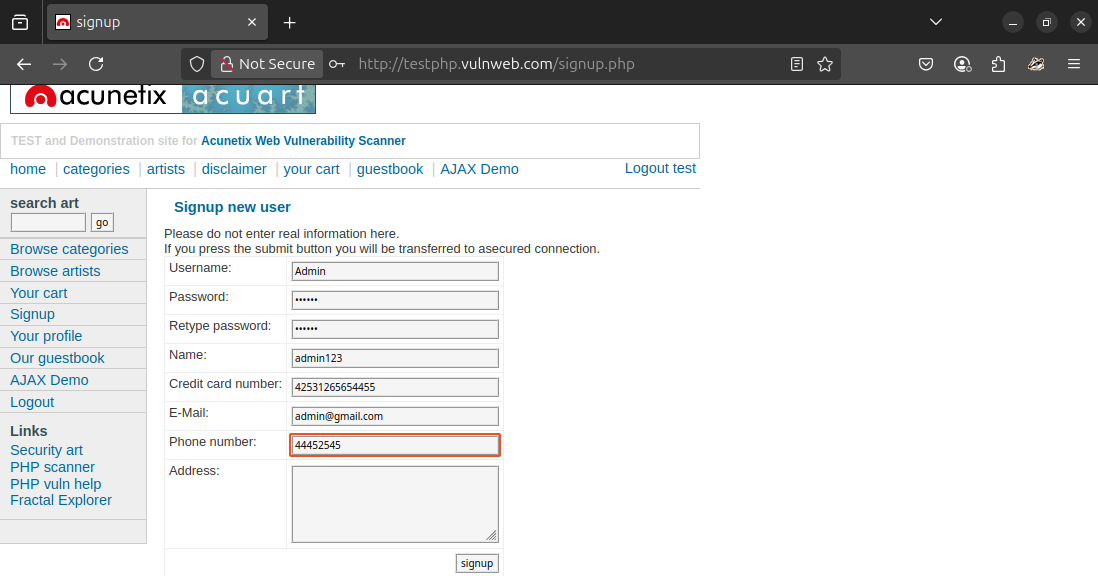 signup
Not Secure
http://testphp.vulnweb.com/signup.php
acunetix acuart
TEST and Demonstration site for Acunetix Web Vulnerability Scanner
home | categories | artists | disclaimer | your cart | guestbook | AJAX Demo
Logout test
search art
go
Browse categories
Browse artists
Your cart
Signup
Your profile
Our guestbook
AJAX Demo
Logout
Links
Security art
PHP scanner
PHP vuln help
Fractal Explorer
Signup new user
Please do not enter real information here.
If you press the submit button you will be transferred to asecured connection.
Username: Admin
Password: ••••••
Retype password: ••••••
Name: admin123
Credit card number: 42531265654455
E-Mail: admin@gmail.com
Phone number: 44452545
Address:
signup